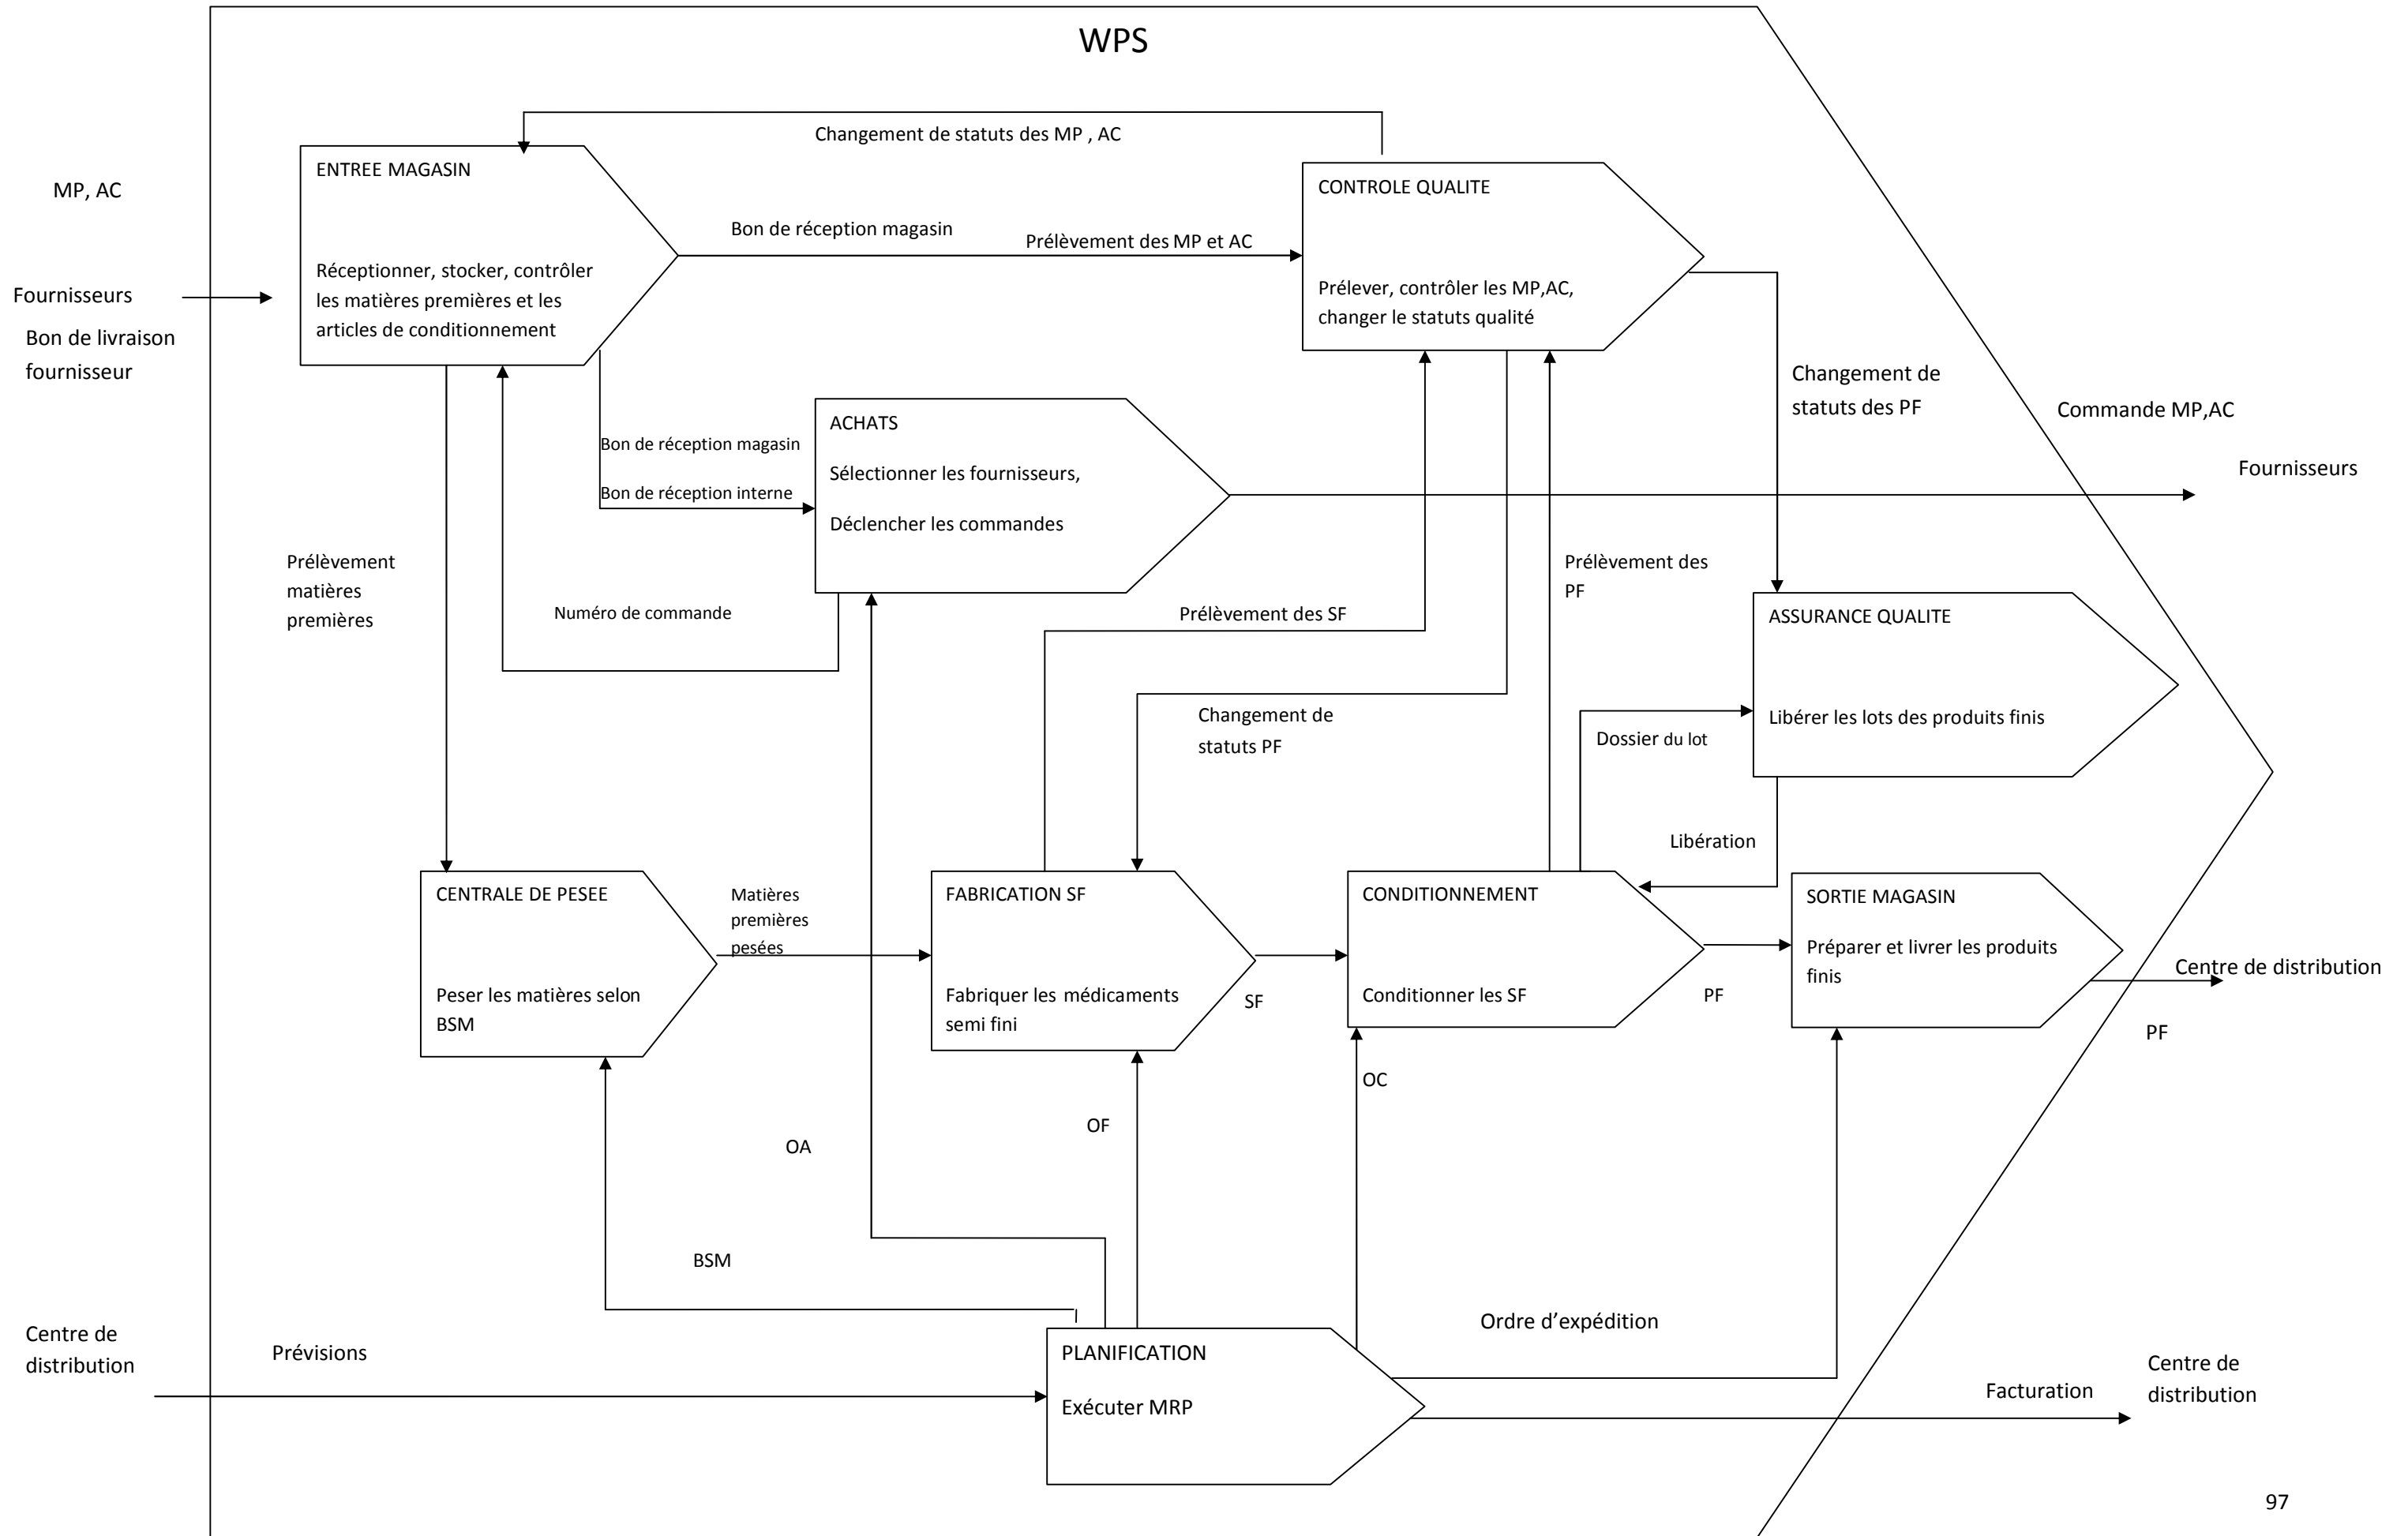 WPS
Changement de statuts des MP , AC
ENTREE MAGASIN
Réceptionner, stocker, contrôler
les matières premières et les
articles de conditionnement
MP, AC
Fournisseurs
Bon de livraison
fournisseur
Bon de réception magasin
Prélèvement des MP et AC
CONTROLE QUALITE
Prélever, contrôler les MP,AC,
changer le statuts qualité
Changement de
statuts des PF
Commande MP,AC
Fournisseurs
ACHATS
Sélectionner les fournisseurs,
Déclencher les commandes
Bon de réception magasin
Bon de réception interne
Prélèvement
matières
premières
Numéro de commande
Prélèvement des SF
Prélèvement des
PF
Changement de
statuts PF
ASSURANCE QUALITE
Libérer les lots des produits finis
Dossier du lot
Libération
CENTRALE DE PESEE
Peser les matières selon
BSM
Matières
premières
pesées
FABRICATION SF
Fabriquer les médicaments
semi fini
SF
CONDITIONNEMENT
Conditionner les SF
PF
SORTIE MAGASIN
Préparer et livrer les produits
finis
Centre de distribution
PF
OC
OF
OA
BSM
Centre de
distribution
Prévisions
PLANIFICATION
Exécuter MRP
Ordre d’expédition
Facturation
Centre de
distribution
97